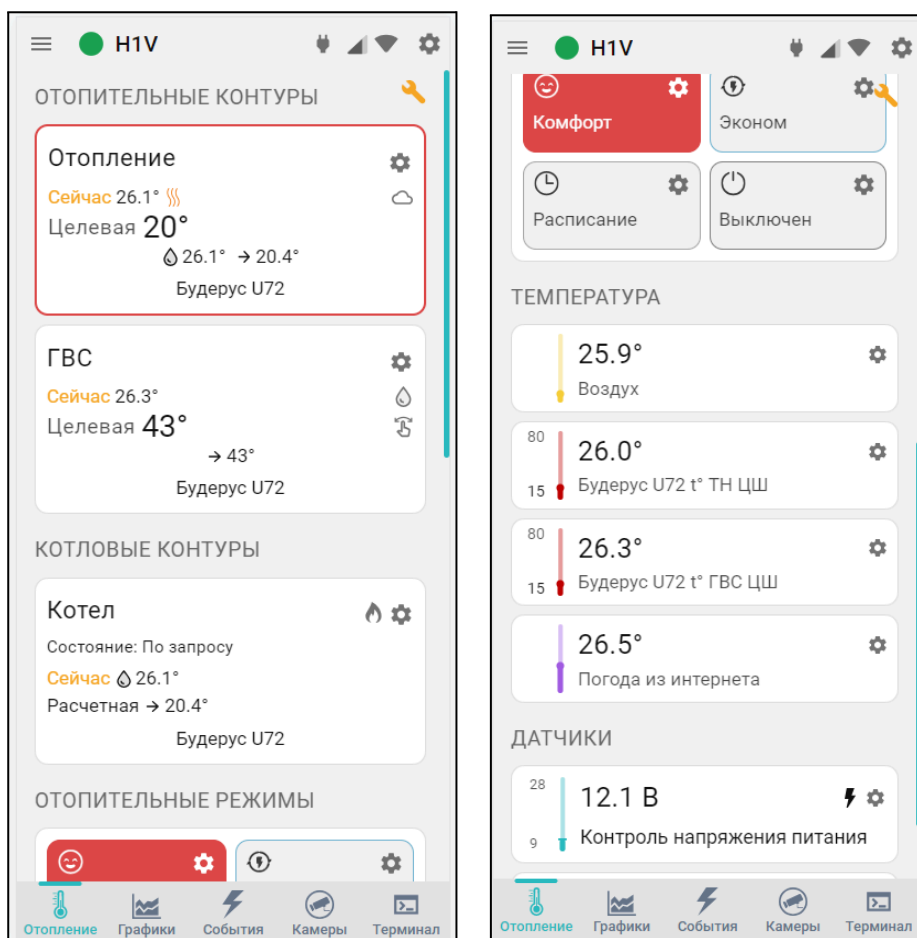 H1V
ОТОПИТЕЛЬНЫЕ КОНТУРЫ
Отопление
Сейчас 26.1°
Целевая 20°
26.1° → 20.4°
Будерус U72
ГВС
Сейчас 26.3°
Целевая 43°
→ 43°
Будерус U72
КОТЛОВЫЕ КОНТУРЫ
Котел
Состояние: По запросу
Сейчас 26.1°
Расчетная → 20.4°
Будерус U72
ОТОПИТЕЛЬНЫЕ РЕЖИМЫ
Отопление Графики События Камеры Терминал
H1V
Комфорт Эконом
Расписание Выключен
ТЕМПЕРАТУРА
25.9°
Воздух
80
26.0°
15 Будерус U72 t° ТН ЦШ
80
26.3°
15 Будерус U72 t° ГВС ЦШ
26.5°
Погода из интернета
ДАТЧИКИ
28
12.1 В
9 Контроль напряжения питания
Отопление Графики События Камеры Терминал